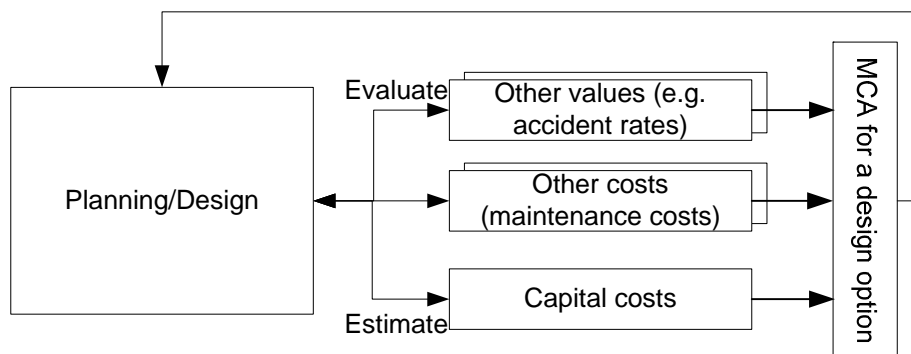 Evaluate
Other values (e.g.
accident rates)
Planning/Design
Other costs
(maintenance costs)
Estimate
Capital costs
MCA for a design option